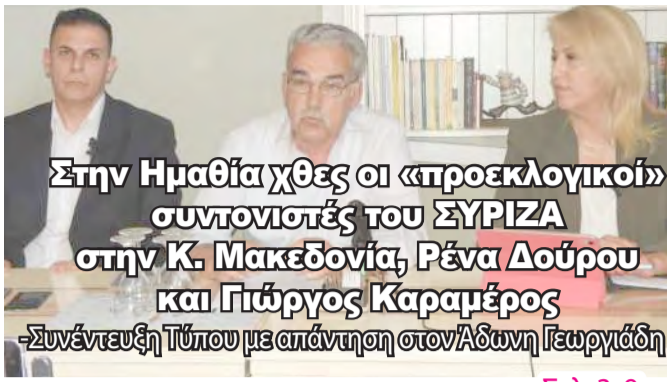 Στην Ημαθία χθες οι «προεκλογικοί»
συντονιστές του ΣΥΡΙΖΑ
στην Κ. Μακεδονία, Ρένα Δούρου
και Γιώργος Καραμέρος
-Συνέντευξη Τύπου με απάντηση στον Άδωνη Γεωργιάδη